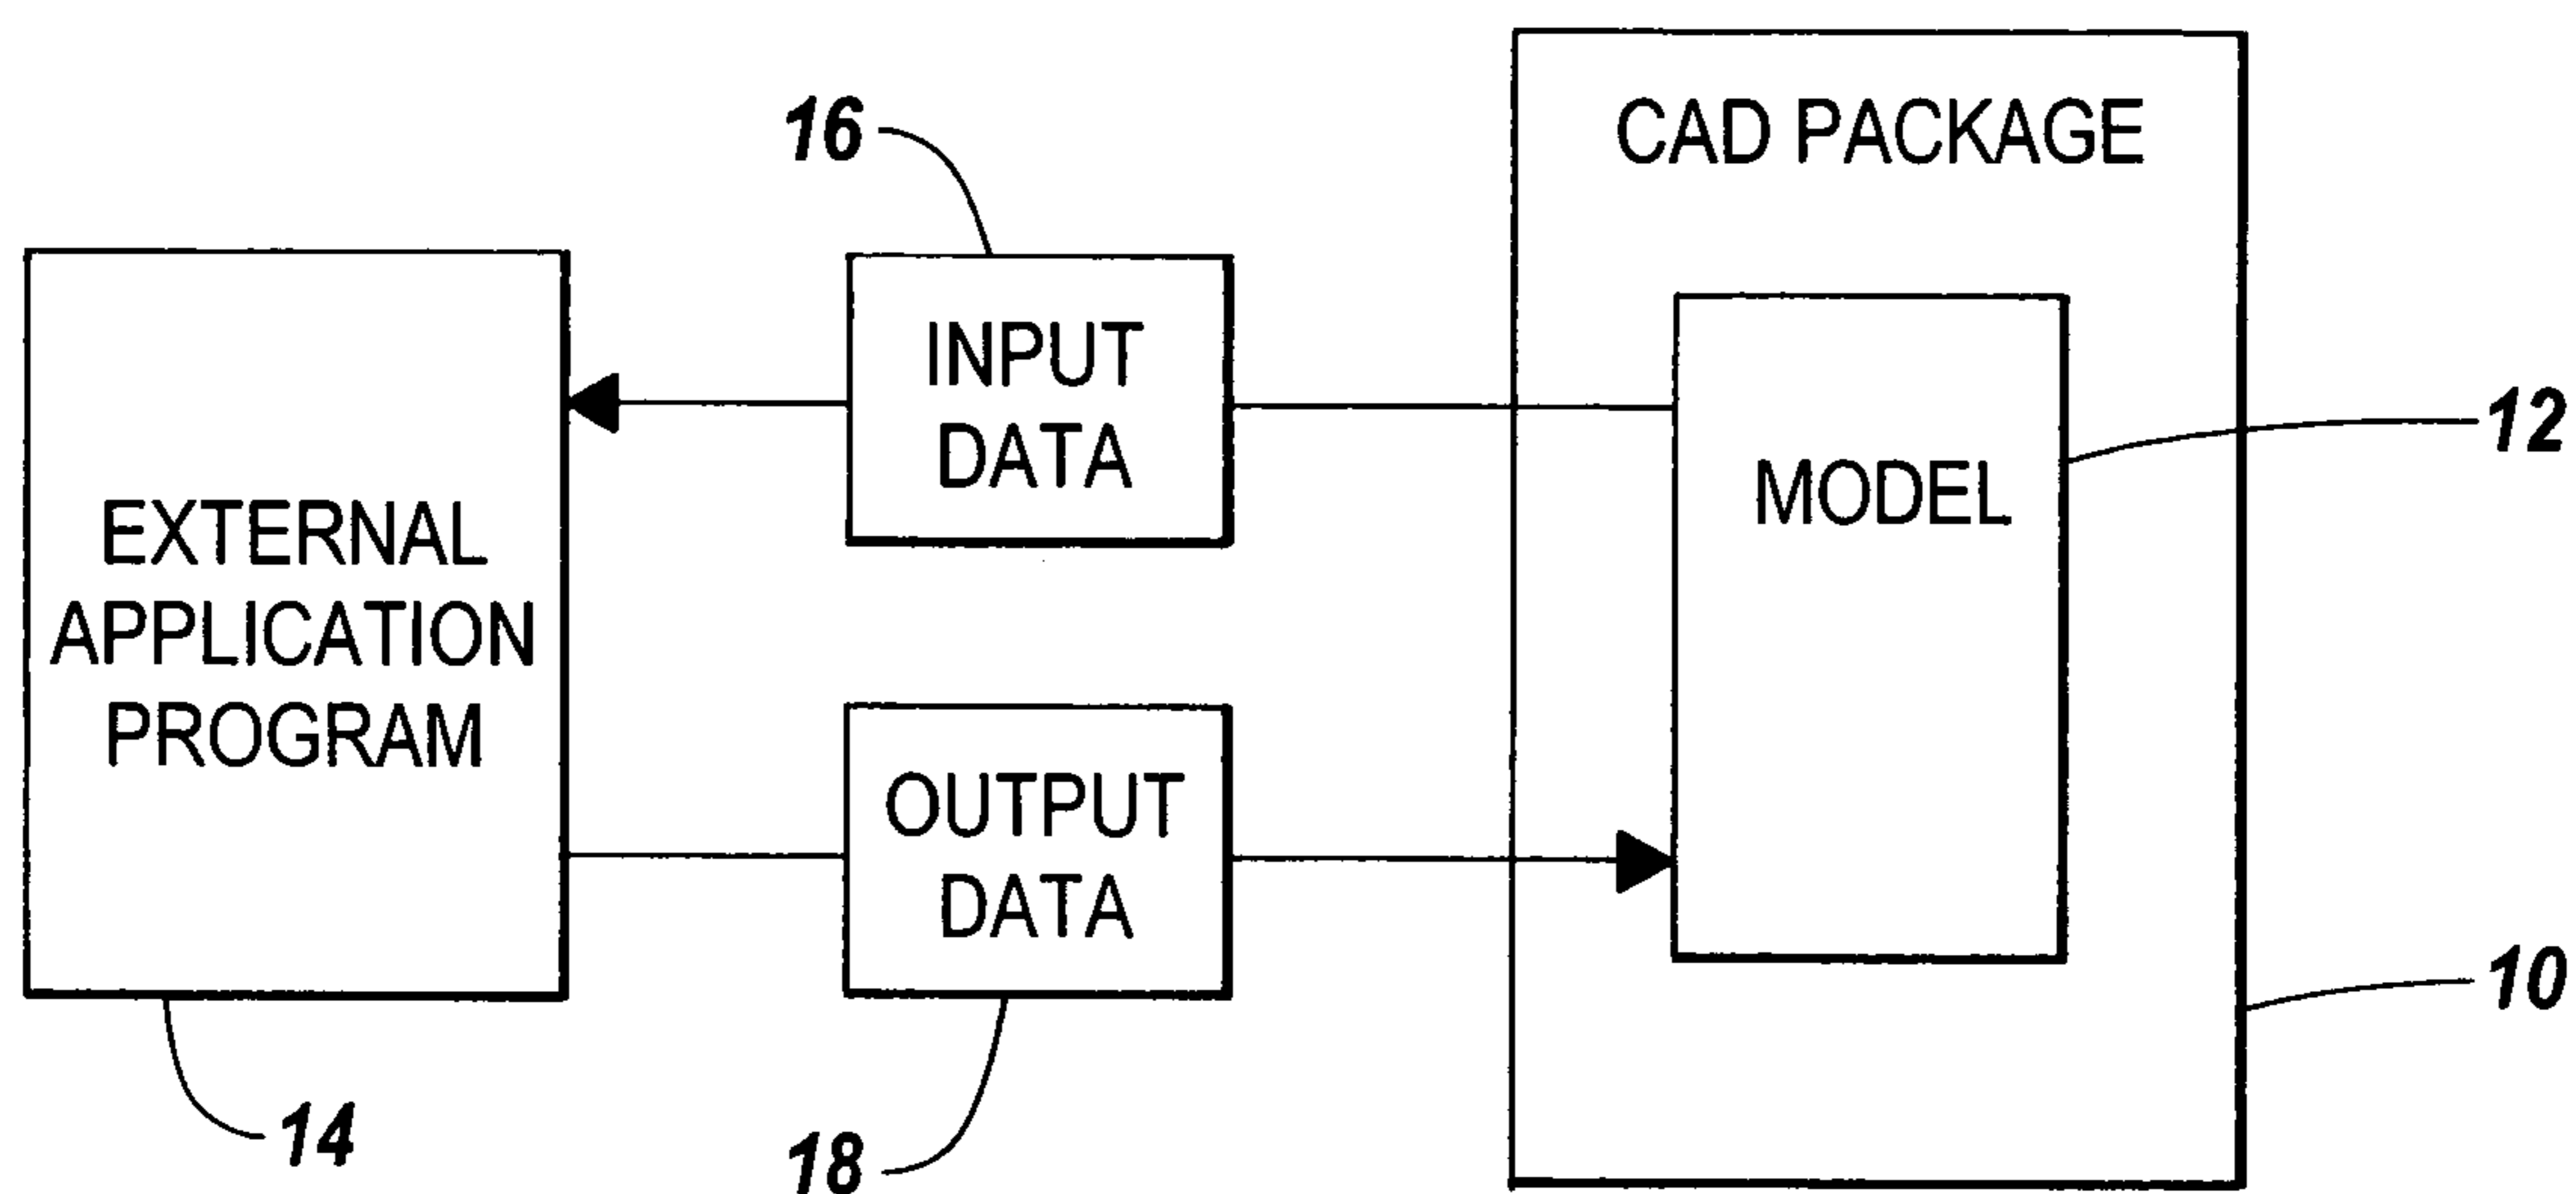 CAD PACKAGE
16
INPUT
DATA
12
MODEL
EXTERNAL
APPLICATION
PROGRAM
OUTPUT
DATA
10
14
18